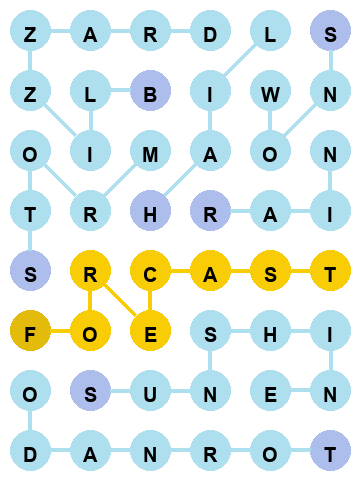 Z A R D L S
Z L B I W N
O I M A O N
T R H R A I
S R C A S T
F O E S H I
O S U N E N
D A N R O T